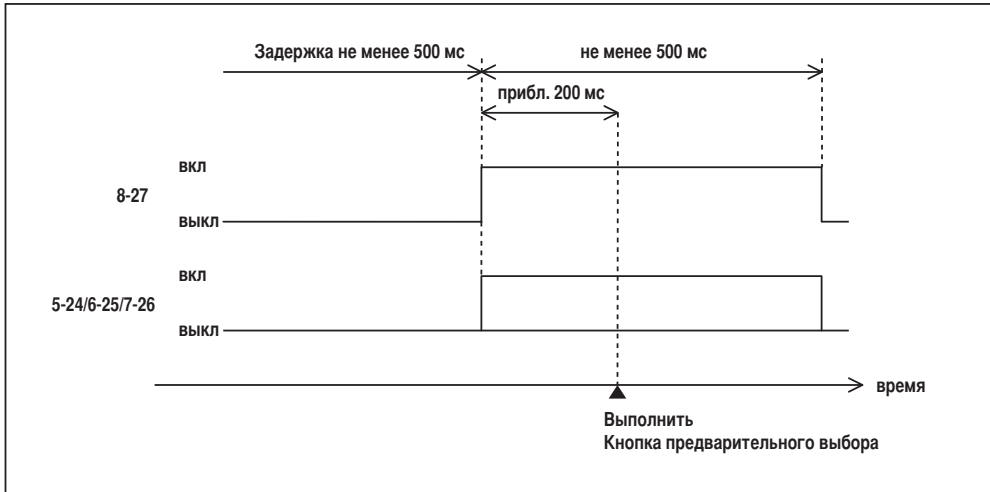 Задержка не менее 500 мс
не менее 500 мс
прибл. 200 мс
вкл
8-27
выкл
вкл
5-24/6-25/7-26
выкл
время
Выполнить
Кнопка предварительного выбора